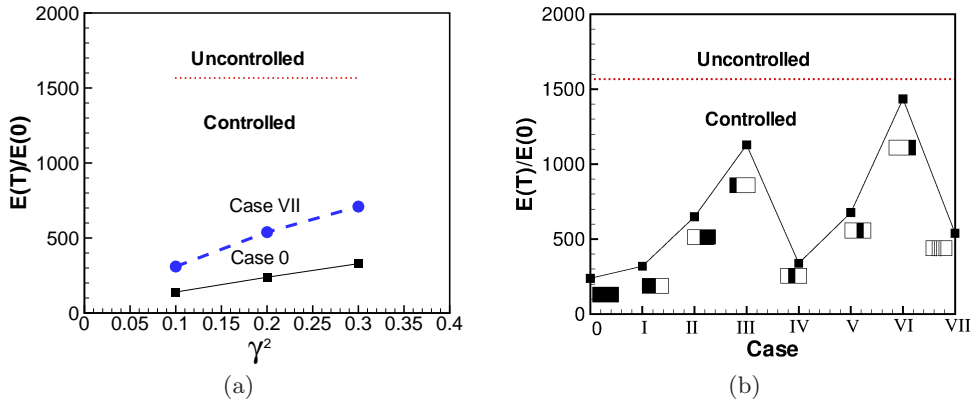 2000
1500
1000
500
0
E(T)/E(0)
Uncontrolled
Controlled
Case VII
Case 0
0 0.05 0.1 0.15 0.2 0.25 0.3 0.35 0.4
γ²
(a)
2000
1500
1000
500
0
E(T)/E(0)
Uncontrolled
Controlled
0 I II III IV V VI VII
Case
(b)